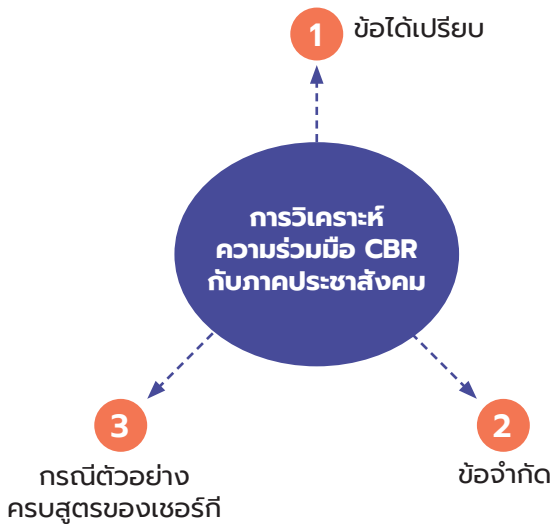 1
ข้อได้เปรียบ
การวิเคราะห์
ความร่วมมือ CBR
กับภาคประชาสังคม
3
กรณีตัวอย่าง
ครบสูตรของเชอร์กี
2
ข้อจำกัด